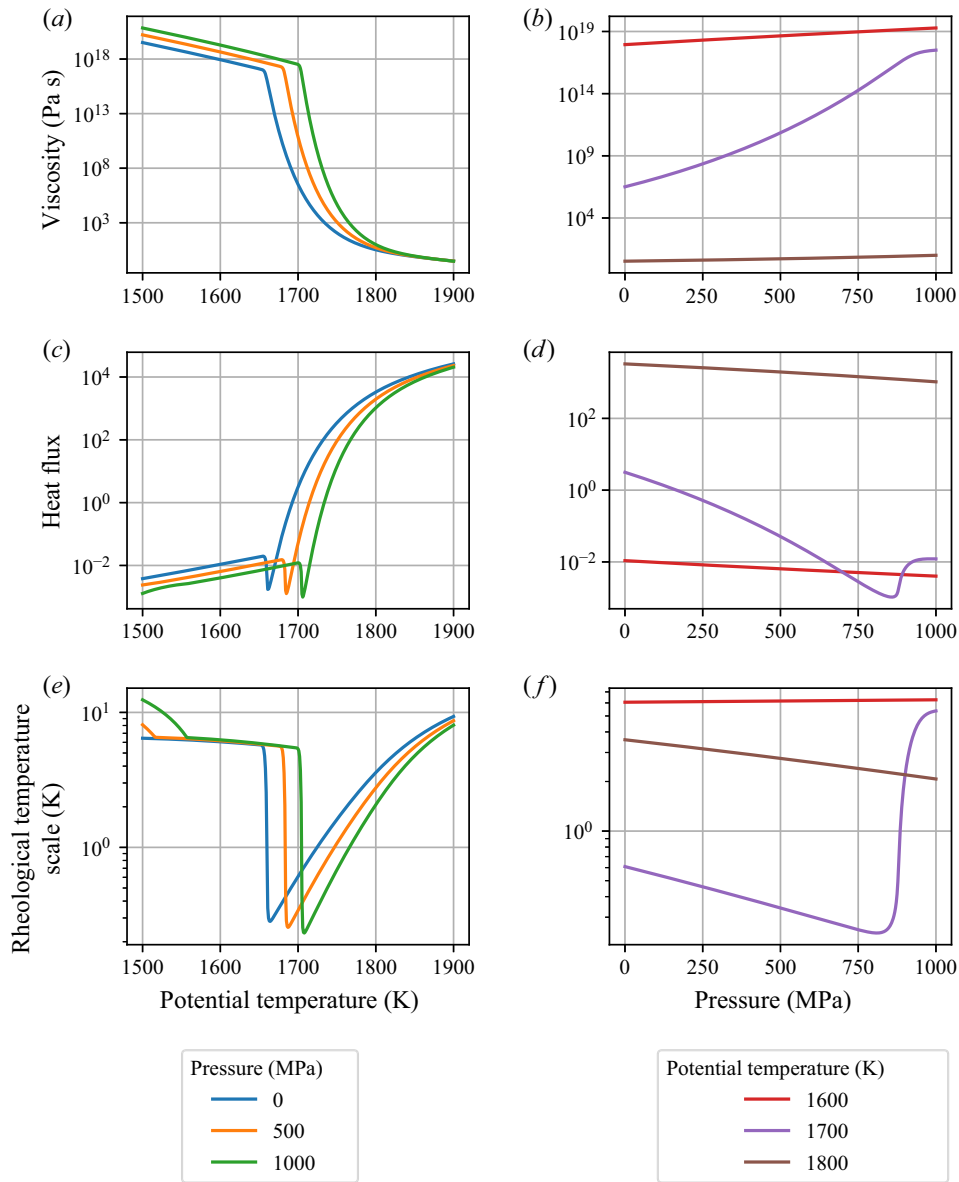 (a)
(b)
Viscosity (Pa s)
10^18
10^13
10^8
10^3
1500 1600 1700 1800 1900
10^19
10^14
10^9
10^4
0 250 500 750 1000
(c)
(d)
Heat flux
10^4
10^2
10^0
10^−2
1500 1600 1700 1800 1900
10^2
10^0
10^−2
0 250 500 750 1000
(e)
(f)
Rheological temperature
scale (K)
10^1
10^0
1500 1600 1700 1800 1900
Potential temperature (K)
10^0
0 250 500 750 1000
Pressure (MPa)
Pressure (MPa)
0
500
1000
Potential temperature (K)
1600
1700
1800